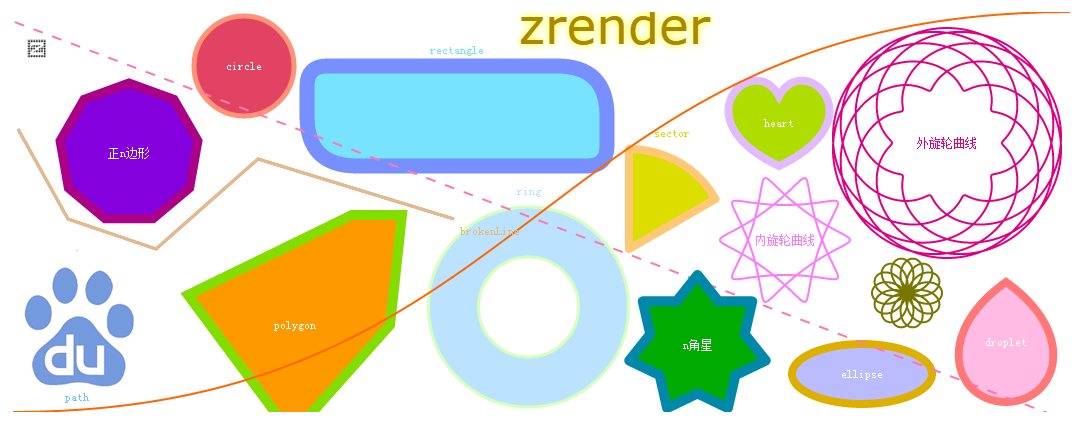 zrender
rectangle
circle
heart
sector
外旋轮曲线
正n边形
ring
brokenLine
内旋轮曲线
polygon
n角星
droplet
ellipse
du
path